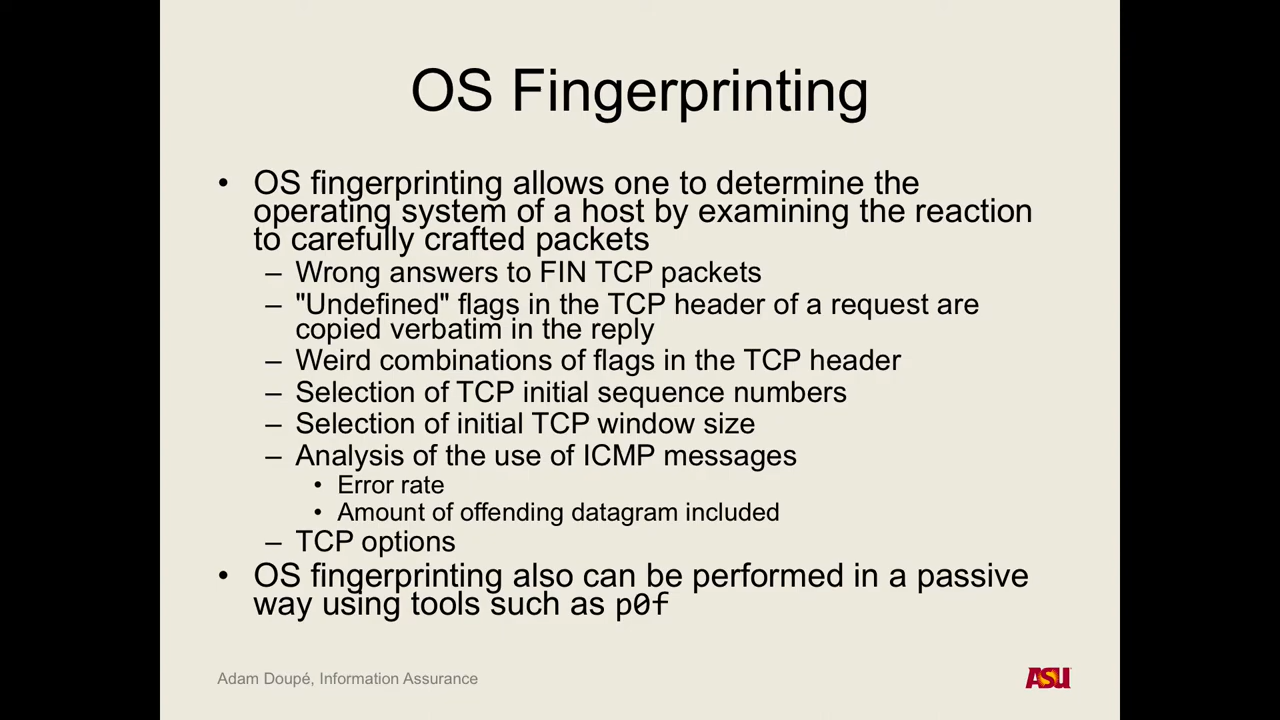 OS Fingerprinting
• OS fingerprinting allows one to determine the
operating system of a host by examining the reaction
to carefully crafted packets
– Wrong answers to FIN TCP packets
– "Undefined" flags in the TCP header of a request are
copied verbatim in the reply
– Weird combinations of flags in the TCP header
– Selection of TCP initial sequence numbers
– Selection of initial TCP window size
– Analysis of the use of ICMP messages
• Error rate
• Amount of offending datagram included
– TCP options
• OS fingerprinting also can be performed in a passive
way using tools such as p0f
Adam Doupé, Information Assurance
ASU